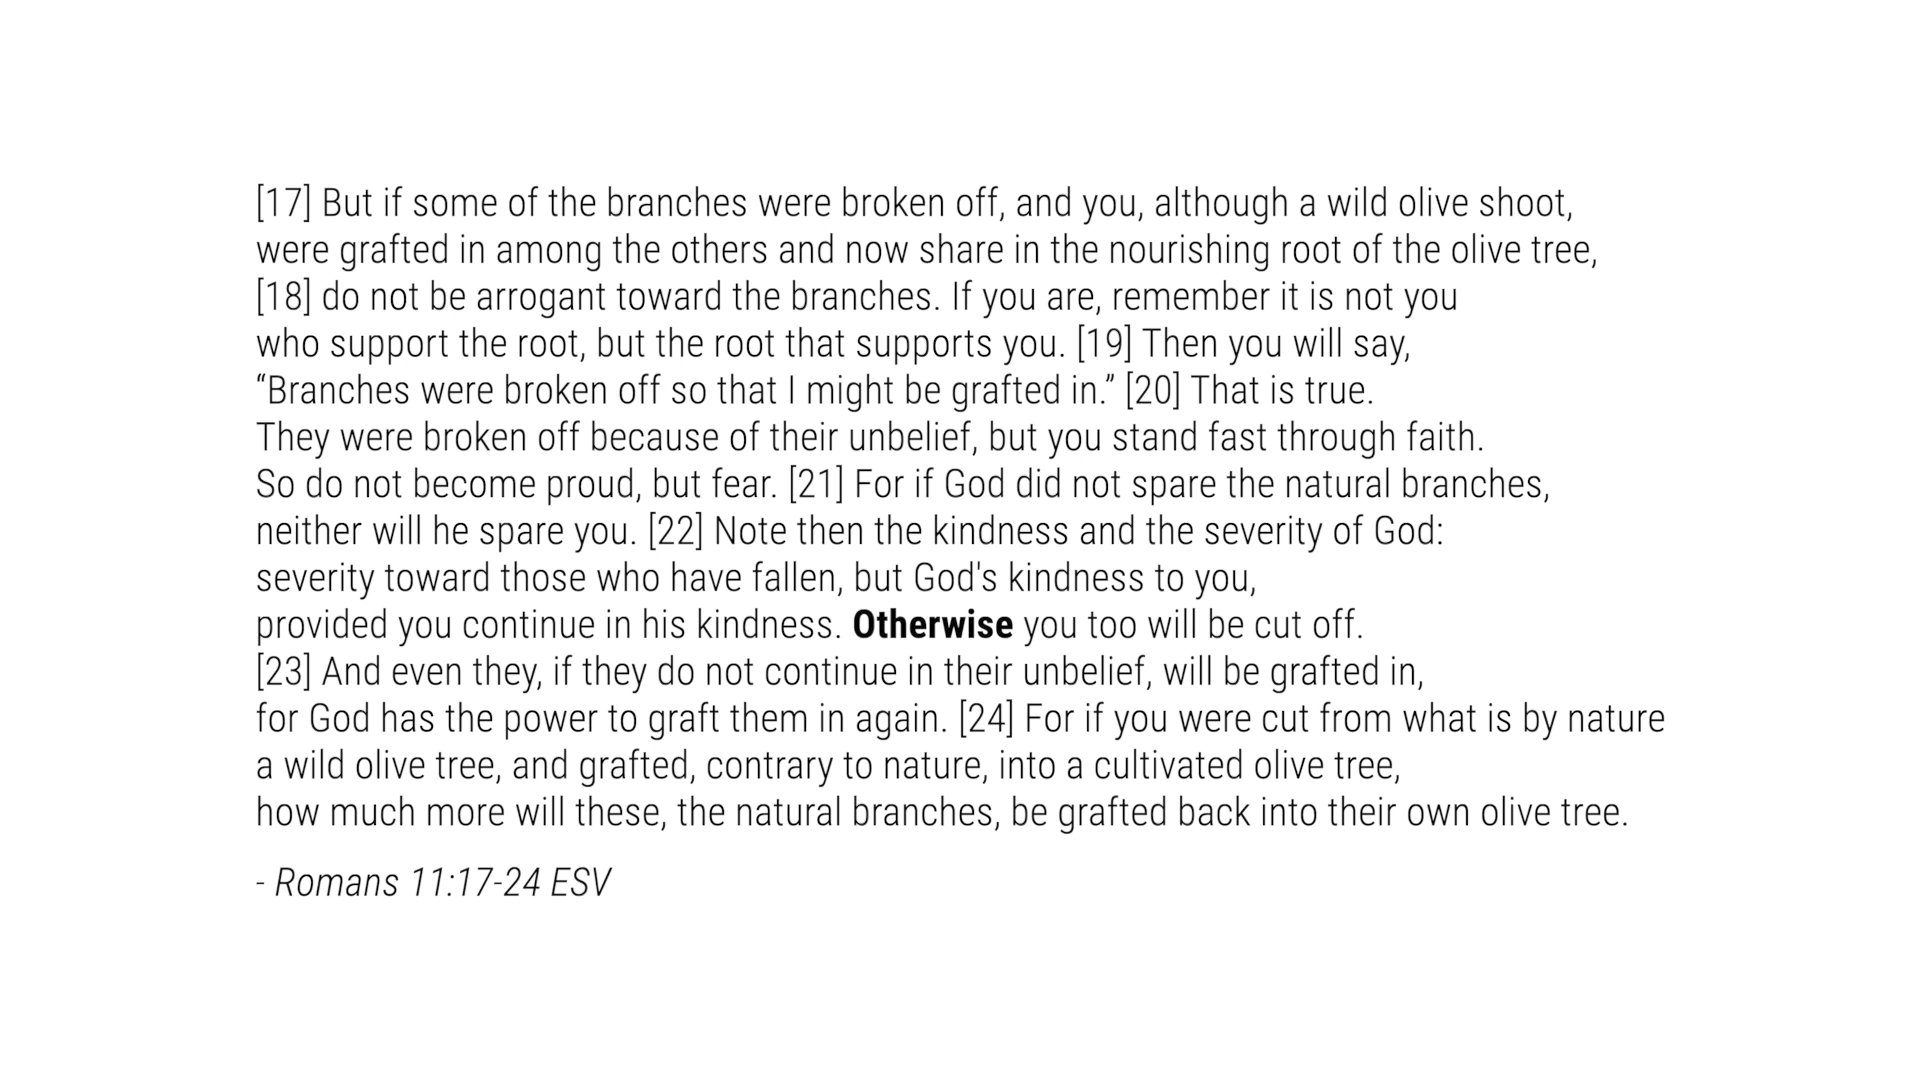 [17] But if some of the branches were broken off, and you, although a wild olive shoot,
were grafted in among the others and now share in the nourishing root of the olive tree,
[18] do not be arrogant toward the branches. If you are, remember it is not you
who support the root, but the root that supports you. [19] Then you will say,
“Branches were broken off so that I might be grafted in.” [20] That is true.
They were broken off because of their unbelief, but you stand fast through faith.
So do not become proud, but fear. [21] For if God did not spare the natural branches,
neither will he spare you. [22] Note then the kindness and the severity of God:
severity toward those who have fallen, but God's kindness to you,
provided you continue in his kindness. Otherwise you too will be cut off.
[23] And even they, if they do not continue in their unbelief, will be grafted in,
for God has the power to graft them in again. [24] For if you were cut from what is by nature
a wild olive tree, and grafted, contrary to nature, into a cultivated olive tree,
how much more will these, the natural branches, be grafted back into their own olive tree.
- Romans 11:17-24 ESV